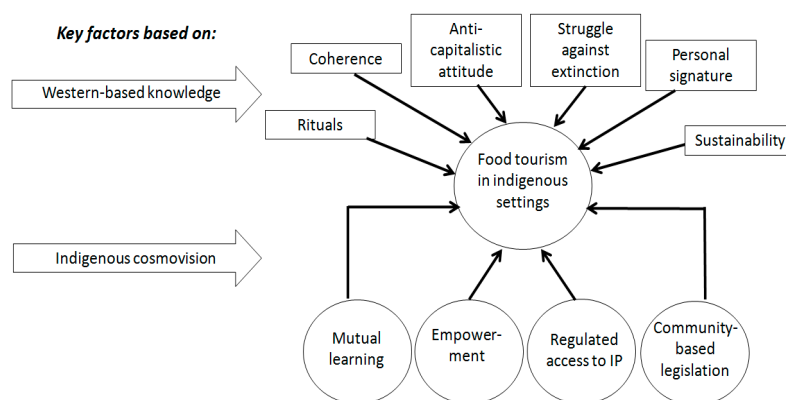 Key factors based on:
Western-based knowledge
Indigenous cosmovision
Rituals
Coherence
Anti-
capitalistic
attitude
Struggle
against
extinction
Personal
signature
Sustainability
Food tourism
in indigenous
settings
Mutual
learning
Empower-
ment
Regulated
access to IP
Community-
based
legislation